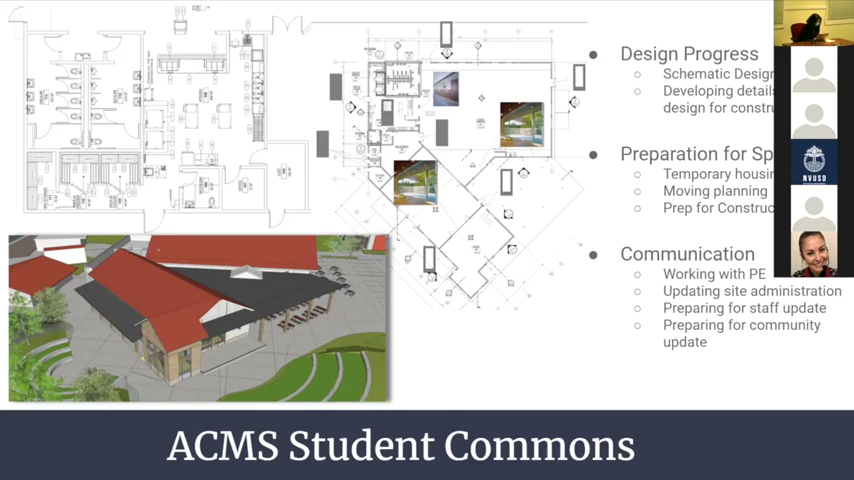 Design Progress
Schematic Design
Developing details
design for constru
Preparation for Sp
Temporary housin
Moving planning
Prep for Construc
Communication
Working with PE
Updating site administration
Preparing for staff update
Preparing for community
update
NVUSD
ACMS Student Commons